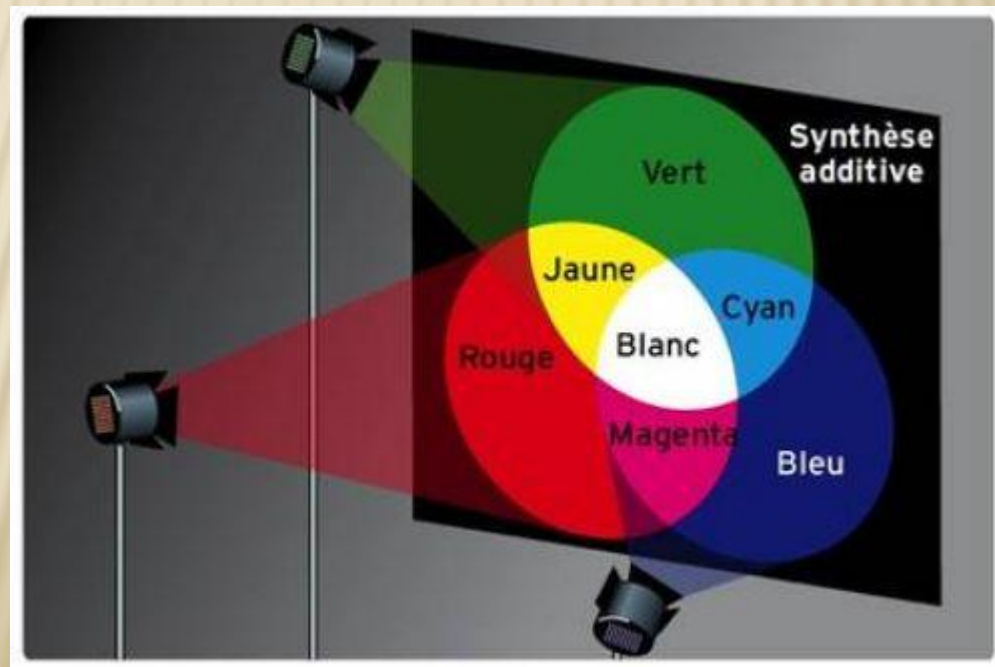 Synthèse
additive
Vert
Jaune
Cyan
Blanc
Rouge
Magenta
Bleu